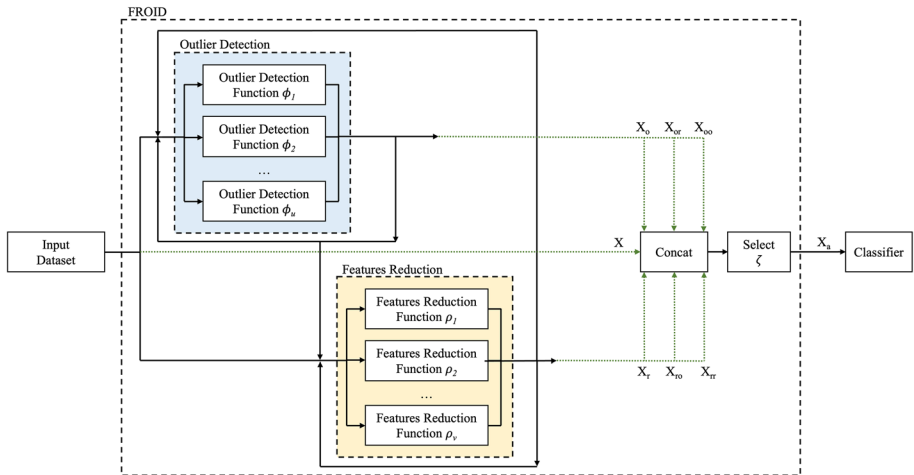 FROID
Outlier Detection
Outlier Detection
Function ϕ1
Outlier Detection
Function ϕ2
…
Outlier Detection
Function ϕu
Xo Xor Xoo
Input
Dataset
X
Concat
Select
ζ
Xa
Classifier
Features Reduction
Features Reduction
Function ρ1
Features Reduction
Function ρ2
…
Features Reduction
Function ρv
Xr Xro Xrr